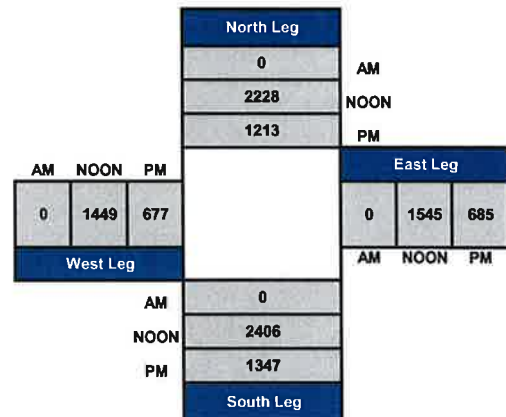 North Leg
0 AM
2228 NOON
1213 PM
AM NOON PM
East Leg
0 1449 677
0 1545 685
West Leg
AM NOON PM
AM 0
NOON 2406
PM 1347
South Leg